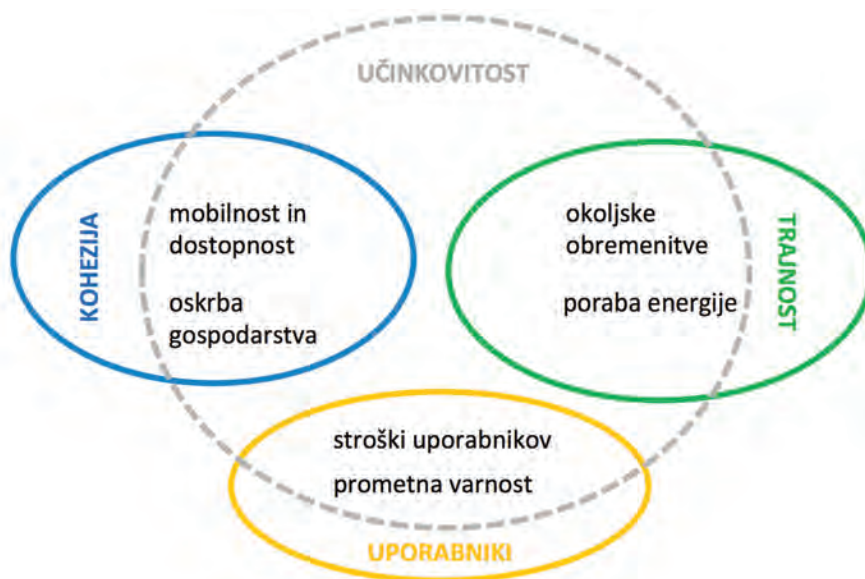 UČINKOVITOST
KOHEZIJA
mobilnost in
dostopnost
oskrba
gospodarstva
okoljske
obremenitve
poraba energije
TRAJNOST
stroški uporabnikov
prometna varnost
UPORABNIKI